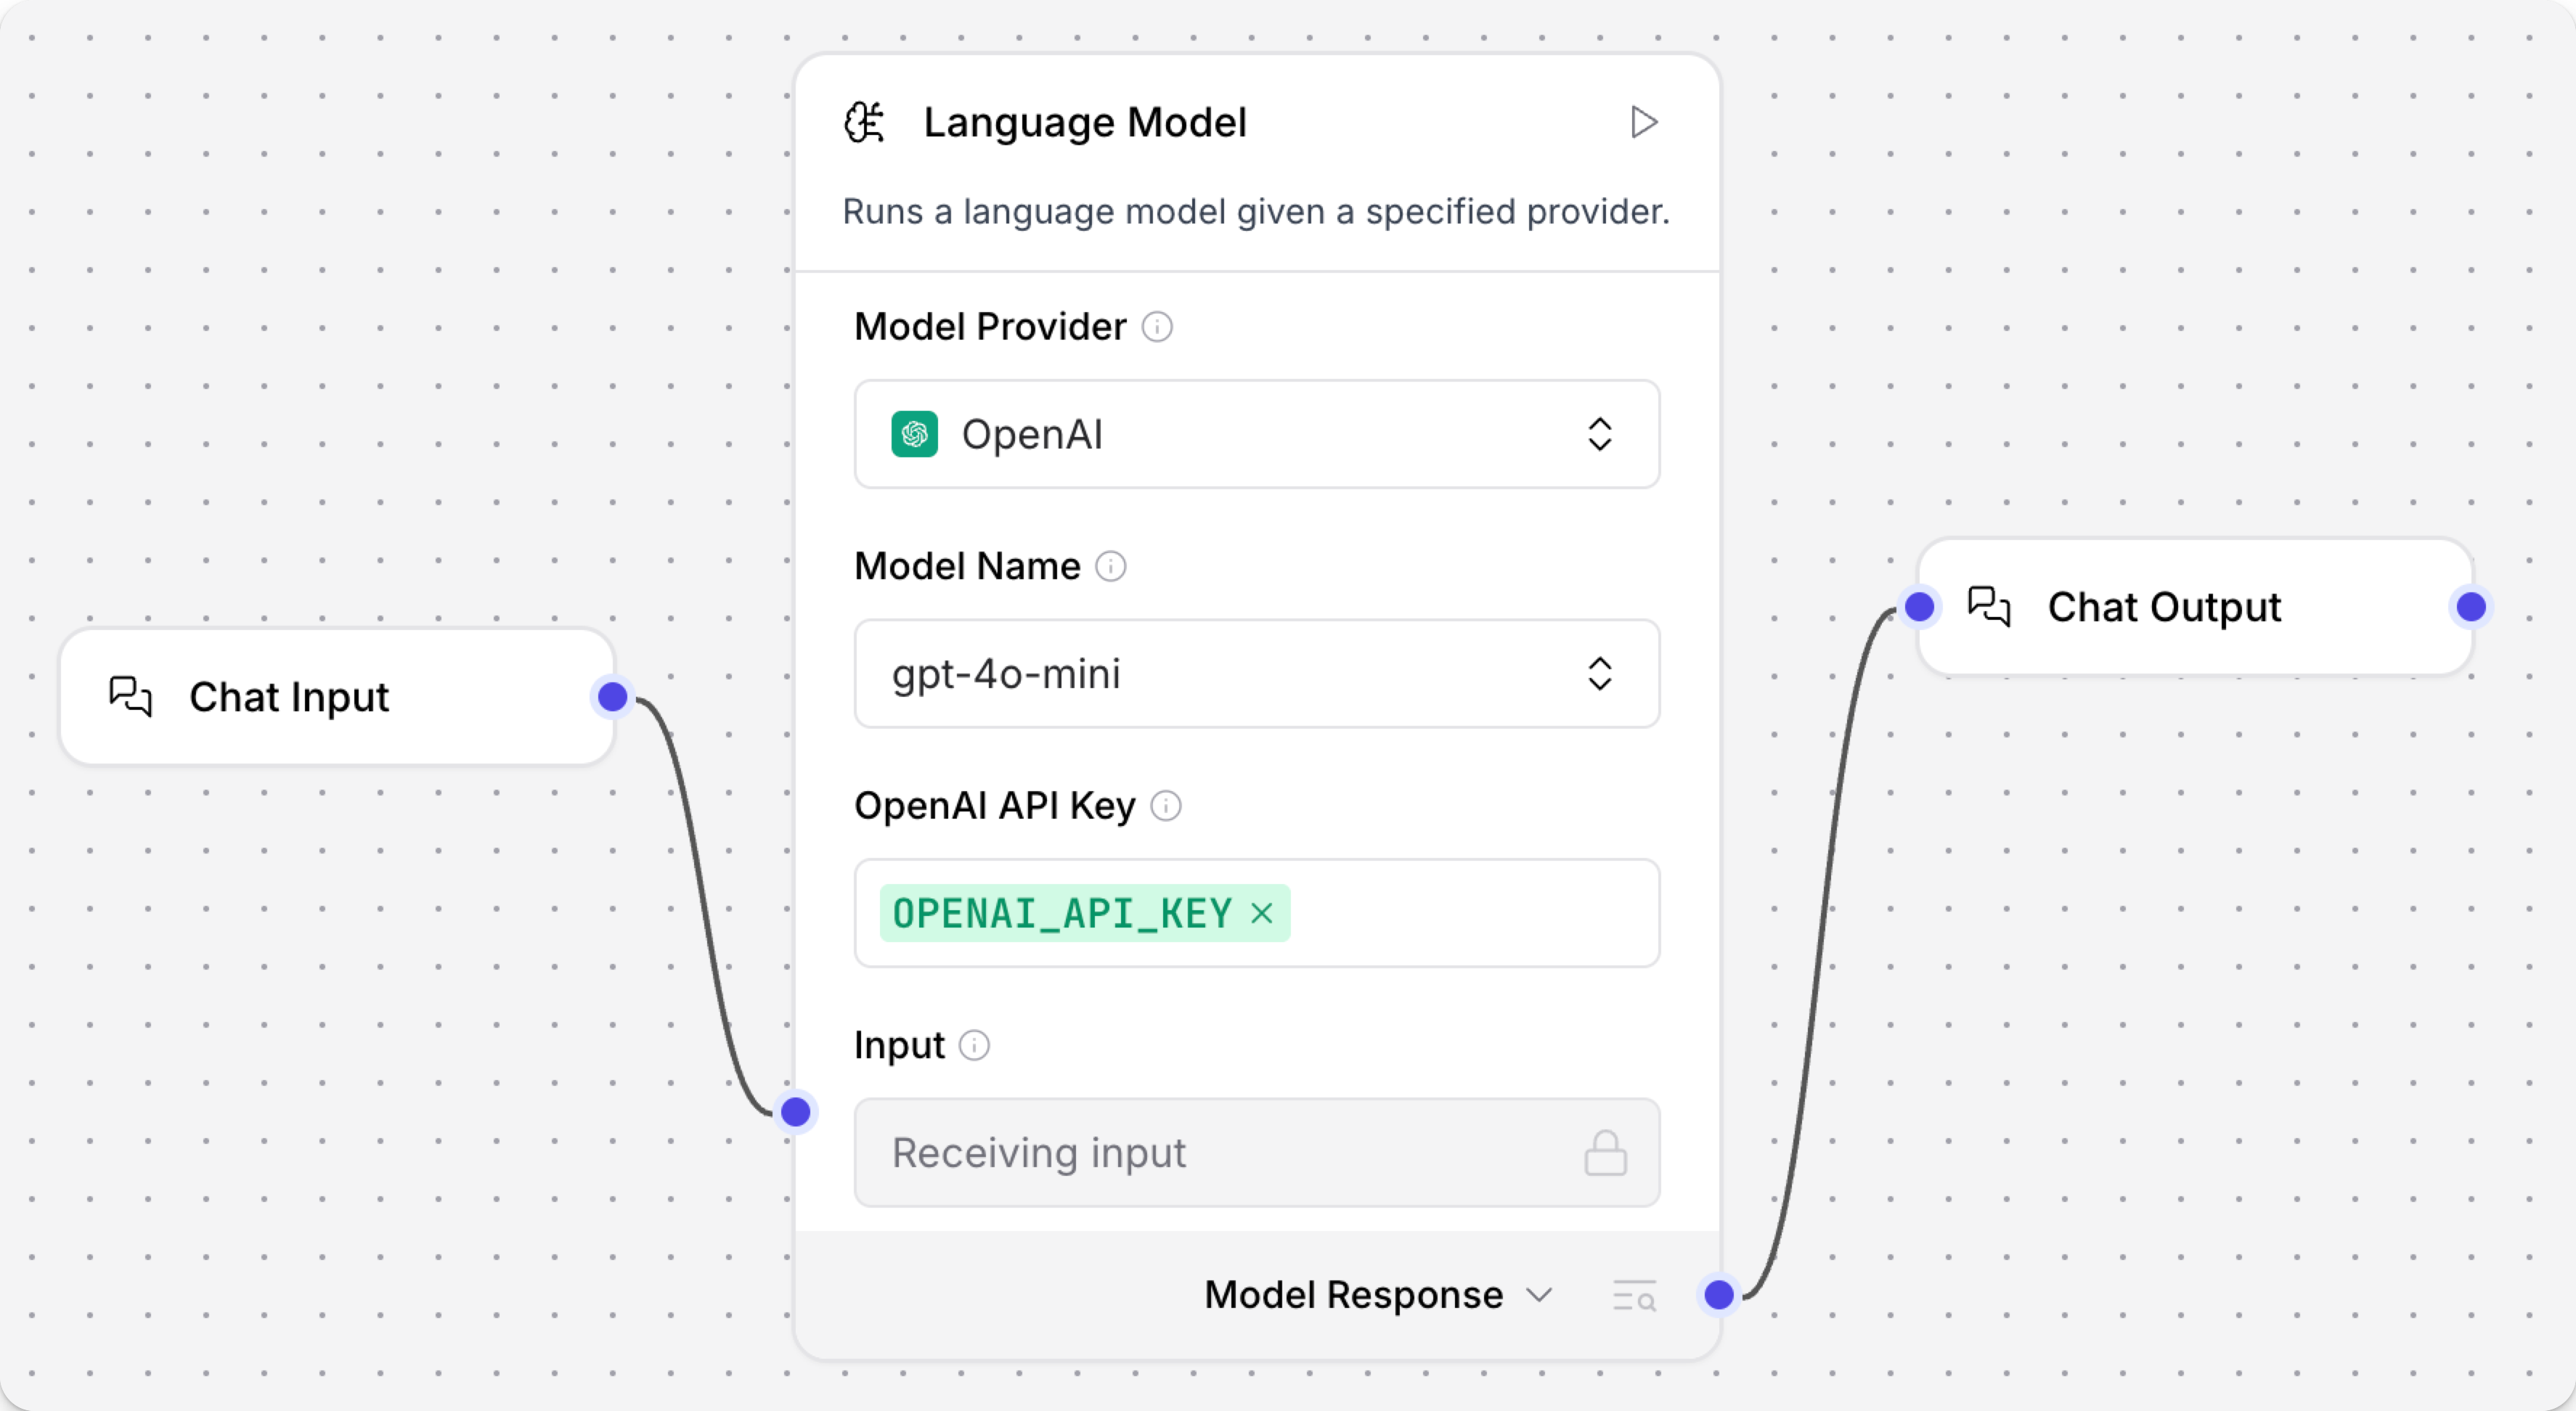 Chat Input
Language Model
Runs a language model given a specified provider.
Model Provider
OpenAI
Model Name
gpt-4o-mini
OpenAI API Key
OPENAI_API_KEY
Input
Receiving input
Model Response
Chat Output